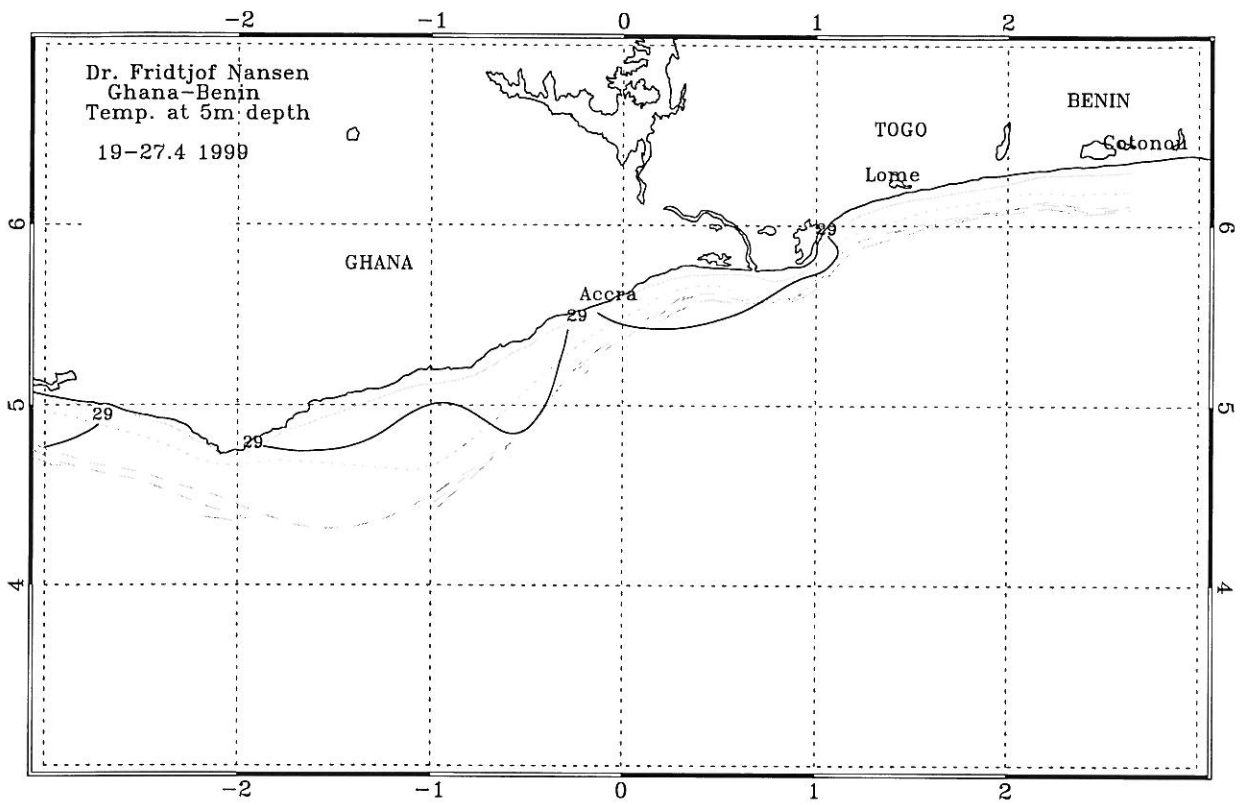 -2 -1 0 1 2
Dr. Fridtjof Nansen
Ghana-Benin
Temp. at 5m depth
19-27.4 1999
BENIN
TOGO
Cotonou
Lome
6 29 6
GHANA
Accra
29
5 29 5
29
4 4
-2 -1 0 1 2